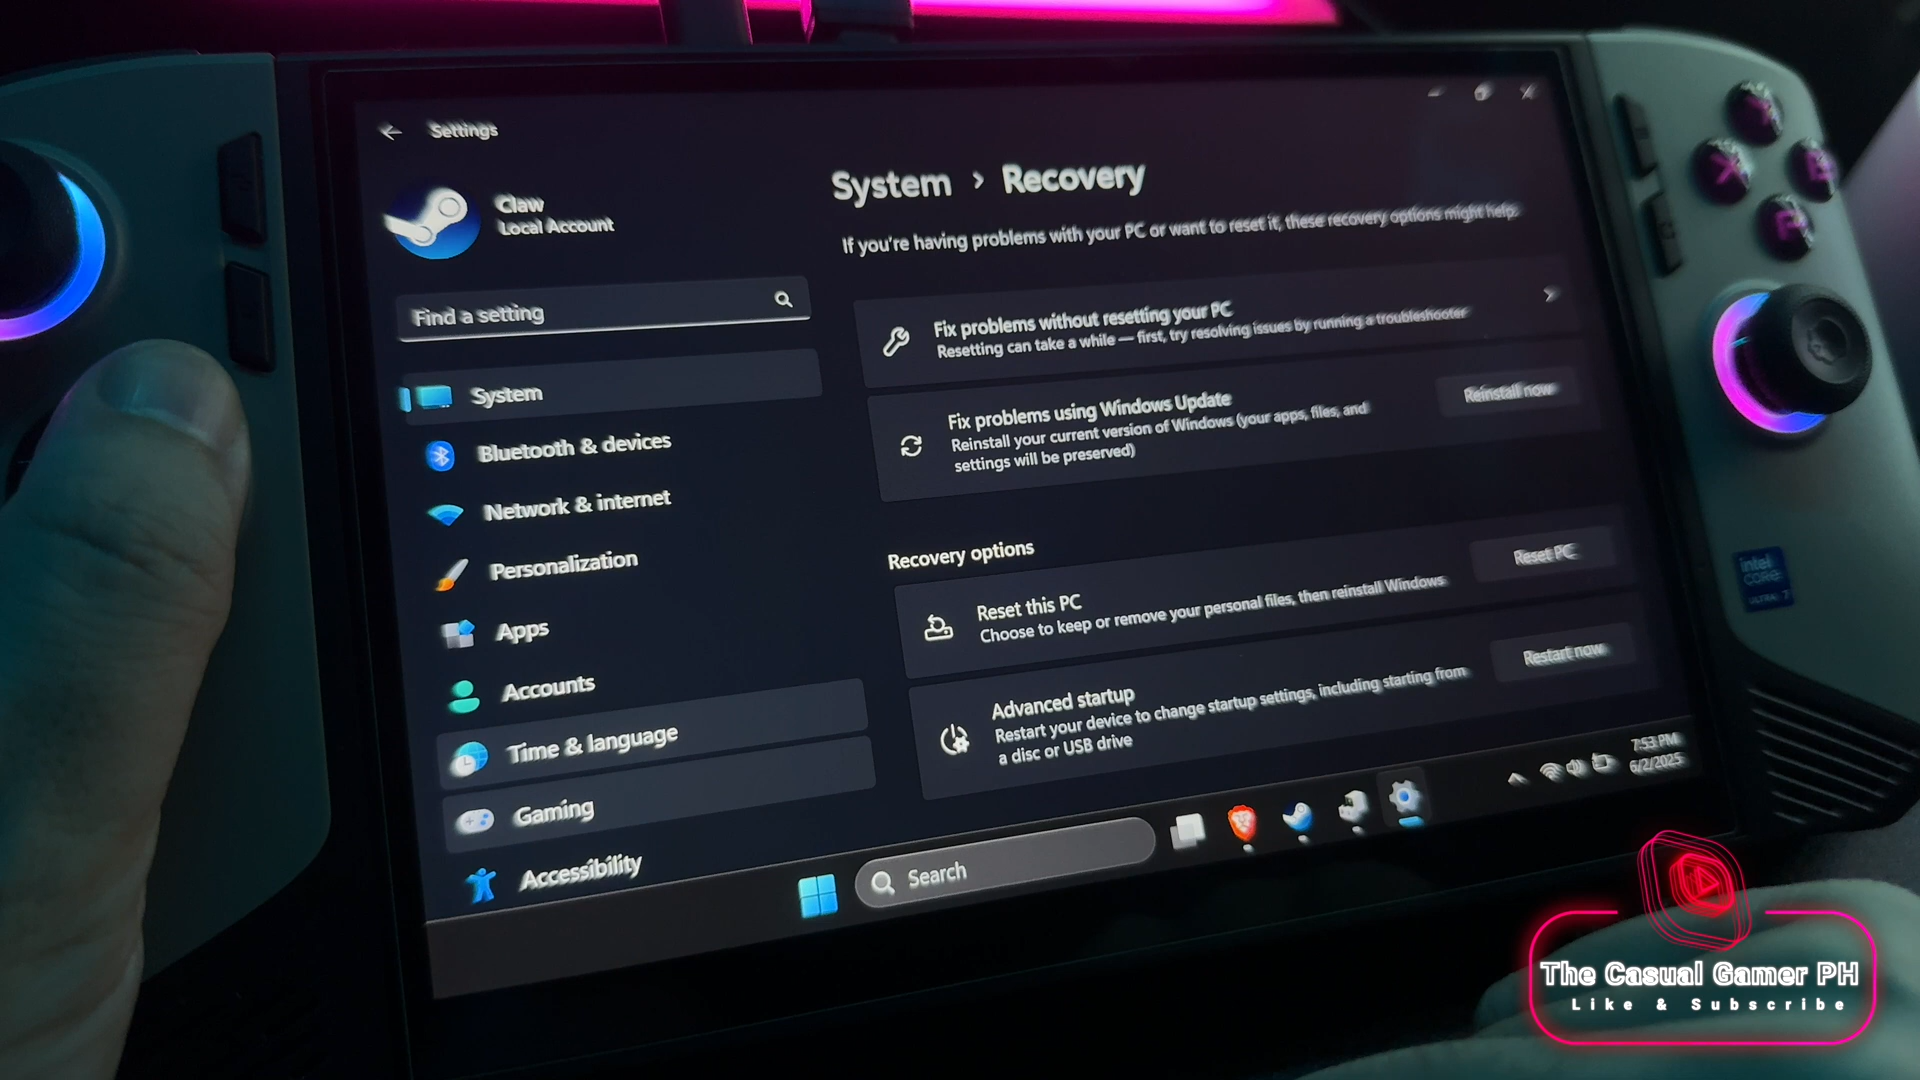 Settings
Claw
Local Account
Find a setting
System
Bluetooth & devices
Network & internet
Personalization
Apps
Accounts
Time & language
Gaming
Accessibility
System > Recovery
If you're having problems with your PC or want to reset it, these recovery options might help.
Fix problems without resetting your PC
Resetting can take a while — first, try resolving issues by running a troubleshooter
Fix problems using Windows Update
Reinstall your current version of Windows (your apps, files, and
settings will be preserved)
Reinstall now
Recovery options
Reset this PC
Choose to keep or remove your personal files, then reinstall Windows
Reset PC
Advanced startup
Restart your device to change startup settings, including starting from
a disc or USB drive
Restart now
Search
7:53 PM
6/2/2025
X
intel
CORE
ULTRA 7
The Casual Gamer PH
Like & Subscribe